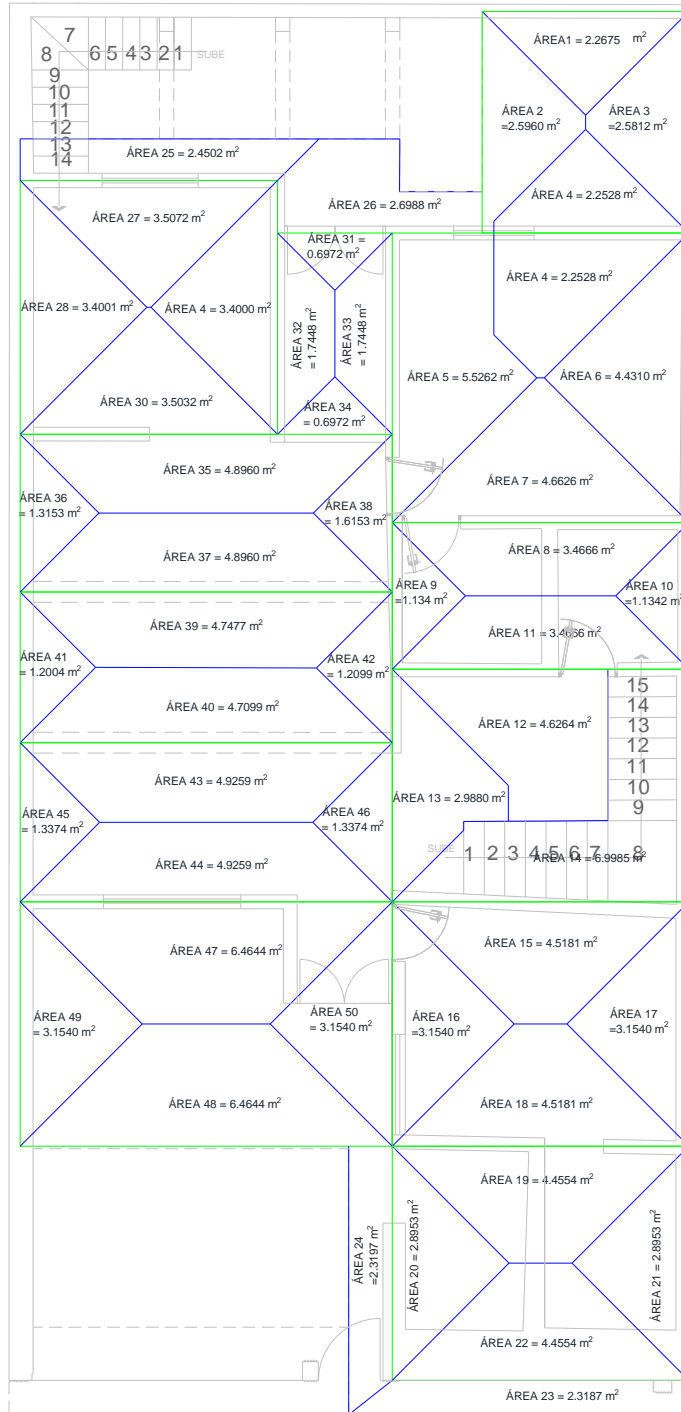 7
8
6 5 4 3 2 1
SUBE
9
10
11
12
13
14
ÁREA1 = 2.2675 m²
ÁREA 2
=2.5960 m²
ÁREA 3
=2.5812 m²
ÁREA 4 = 2.2528 m²
ÁREA 25 = 2.4502 m²
ÁREA 26 = 2.6988 m²
ÁREA 27 = 3.5072 m²
ÁREA 28 = 3.4001 m²
ÁREA 4 = 3.4000 m²
ÁREA 30 = 3.5032 m²
ÁREA 31 =
0.6972 m²
ÁREA 32
= 1.7448 m²
ÁREA 33
= 1.7448 m²
ÁREA 34
= 0.6972 m²
ÁREA 4 = 2.2528 m²
ÁREA 5 = 5.5262 m²
ÁREA 6 = 4.4310 m²
ÁREA 7 = 4.6626 m²
ÁREA 35 = 4.8960 m²
ÁREA 36
= 1.3153 m²
ÁREA 38
= 1.6153 m²
ÁREA 37 = 4.8960 m²
ÁREA 8 = 3.4666 m²
ÁREA 9
=1.134 m²
ÁREA 10
=1.1342 m²
ÁREA 11 = 3.4666 m²
ÁREA 39 = 4.7477 m²
ÁREA 41
= 1.2004 m²
ÁREA 42
= 1.2099 m²
ÁREA 40 = 4.7099 m²
ÁREA 12 = 4.6264 m²
15
14
13
12
11
10
9
ÁREA 43 = 4.9259 m²
ÁREA 45
= 1.3374 m²
ÁREA 46
= 1.3374 m²
ÁREA 44 = 4.9259 m²
ÁREA 13 = 2.9880 m²
SUBE
1 2 3 4 5 6 7 8
ÁREA 14 = 6.9985 m²
ÁREA 47 = 6.4644 m²
ÁREA 49
= 3.1540 m²
ÁREA 50
= 3.1540 m²
ÁREA 48 = 6.4644 m²
ÁREA 15 = 4.5181 m²
ÁREA 16
=3.1540 m²
ÁREA 17
=3.1540 m²
ÁREA 18 = 4.5181 m²
ÁREA 19 = 4.4554 m²
ÁREA 24
=2.3197 m²
ÁREA 20 = 2.8953 m²
ÁREA 21 = 2.8953 m²
ÁREA 22 = 4.4554 m²
ÁREA 23 = 2.3187 m²